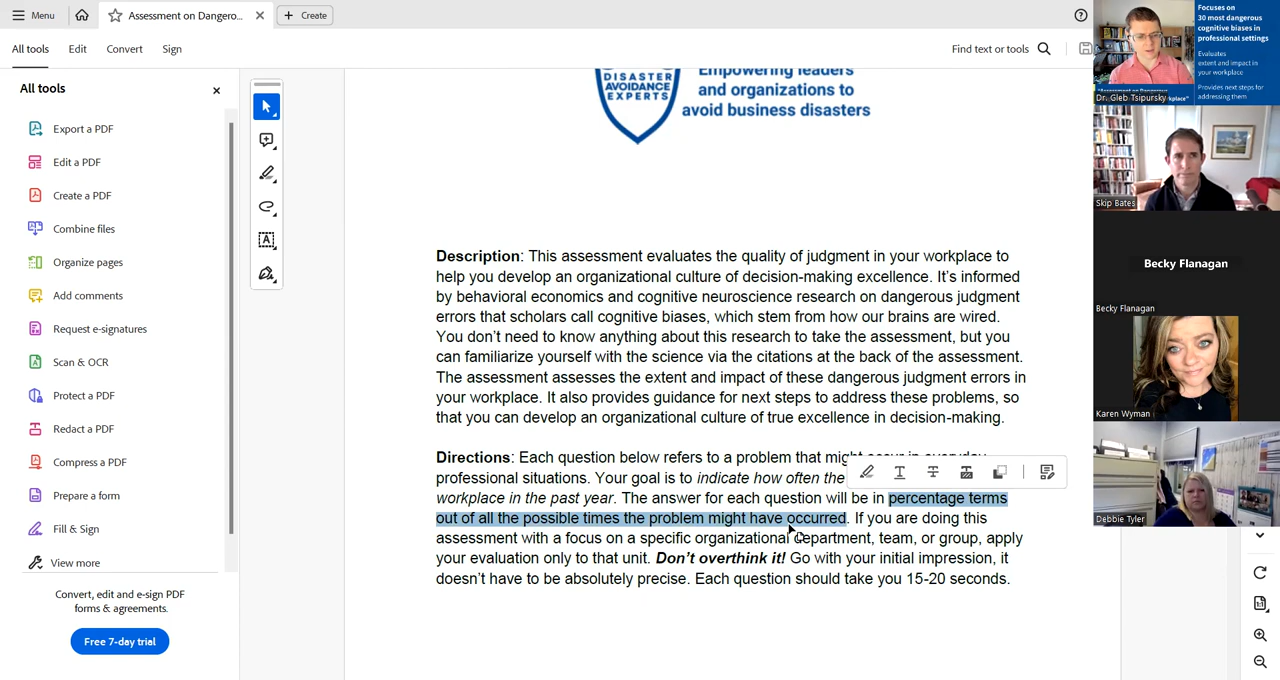 Menu
Assessment on Dangero...
Create
All tools
Edit
Convert
Sign
Find text or tools
All tools
Export a PDF
Edit a PDF
Create a PDF
Combine files
Organize pages
Add comments
Request e-signatures
Scan & OCR
Protect a PDF
Redact a PDF
Compress a PDF
Prepare a form
Fill & Sign
View more
Convert, edit and e-sign PDF
forms & agreements.
Free 7-day trial
DISASTER
AVOIDANCE
EXPERTS
Empowering leaders
and organizations to
avoid business disasters
Description: This assessment evaluates the quality of judgment in your workplace to
help you develop an organizational culture of decision-making excellence. It's informed
by behavioral economics and cognitive neuroscience research on dangerous judgment
errors that scholars call cognitive biases, which stem from how our brains are wired.
You don't need to know anything about this research to take the assessment, but you
can familiarize yourself with the science via the citations at the back of the assessment.
The assessment assesses the extent and impact of these dangerous judgment errors in
your workplace. It also provides guidance for next steps to address these problems, so
that you can develop an organizational culture of true excellence in decision-making.
Directions: Each question below refers to a problem that might occur in everyday
professional situations. Your goal is to indicate how often the
workplace in the past year. The answer for each question will be in percentage terms
out of all the possible times the problem might have occurred. If you are doing this
assessment with a focus on a specific organizational department, team, or group, apply
your evaluation only to that unit. Don't overthink it! Go with your initial impression, it
doesn't have to be absolutely precise. Each question should take you 15-20 seconds.
Focuses on
30 most dangerous
cognitive biases in
professional settings
Evaluates
extent and impact in
your workplace
Provides next steps for
addressing them
Dr. Gleb Tsipursky
Skip Bates
Becky Flanagan
Becky Flanagan
Karen Wyman
Debbie Tyler